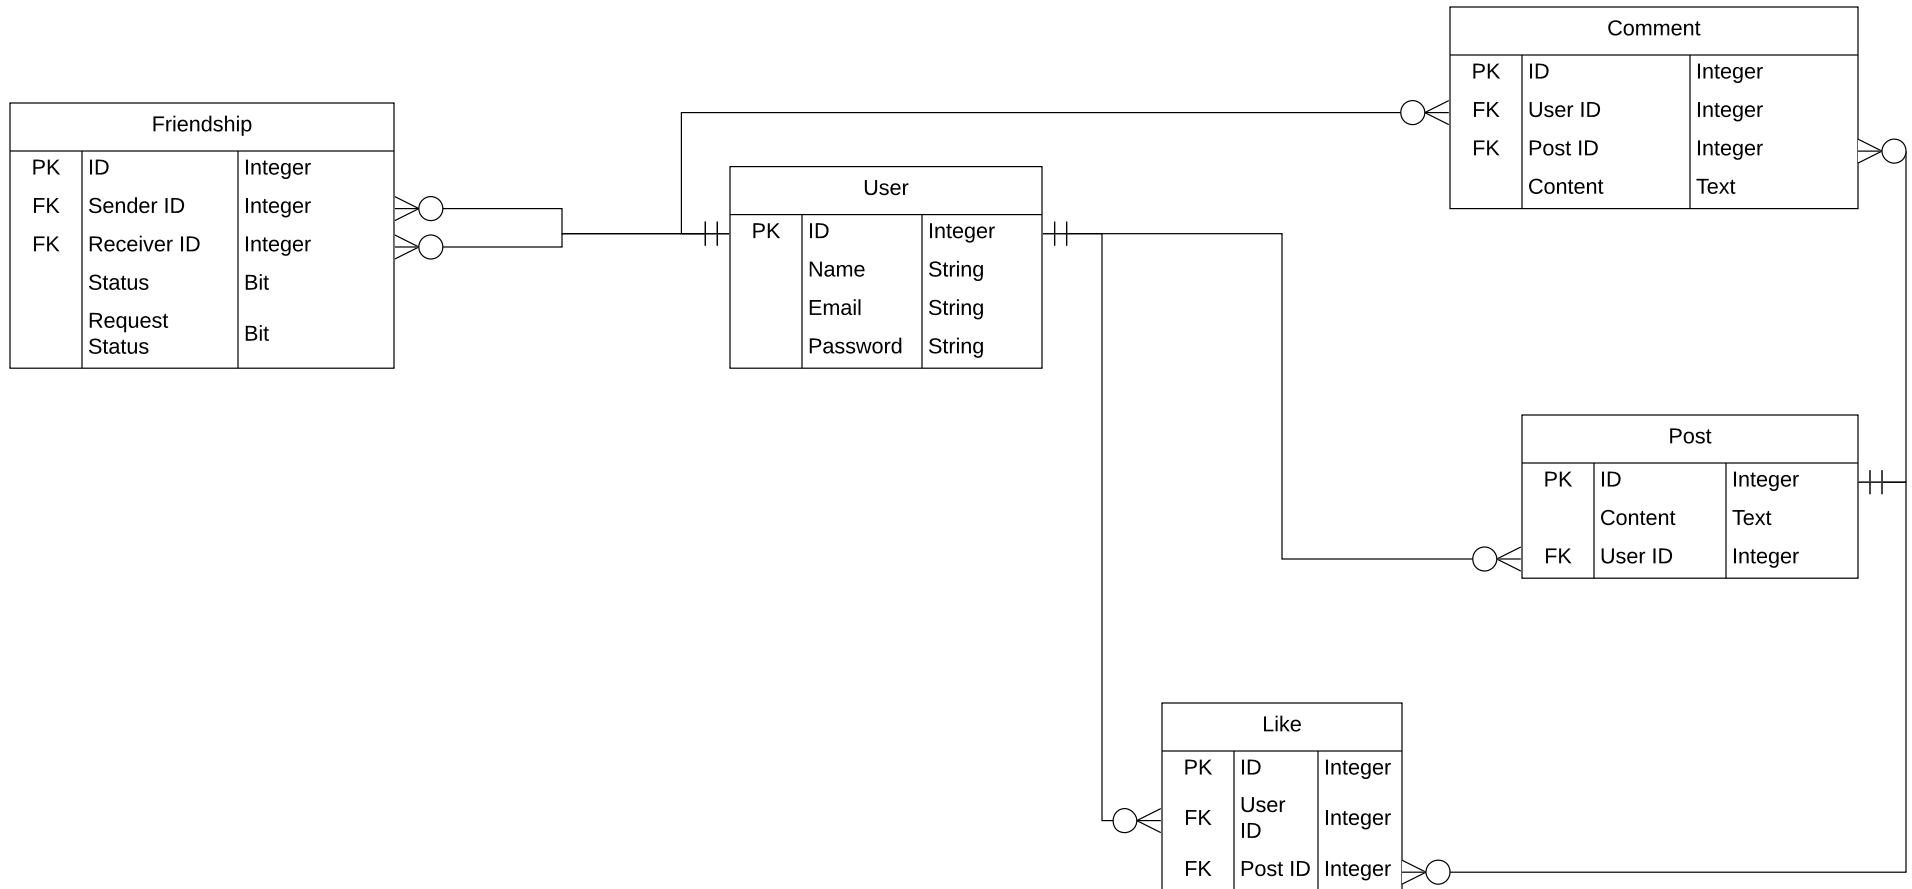 Comment
PK ID Integer
FK User ID Integer
FK Post ID Integer
Content Text
Friendship
PK ID Integer
FK Sender ID Integer
FK Receiver ID Integer
Status Bit
Request
Status
Bit
User
PK ID Integer
Name String
Email String
Password String
Post
PK ID Integer
Content Text
FK User ID Integer
Like
PK ID Integer
FK User
ID
Integer
FK Post ID Integer